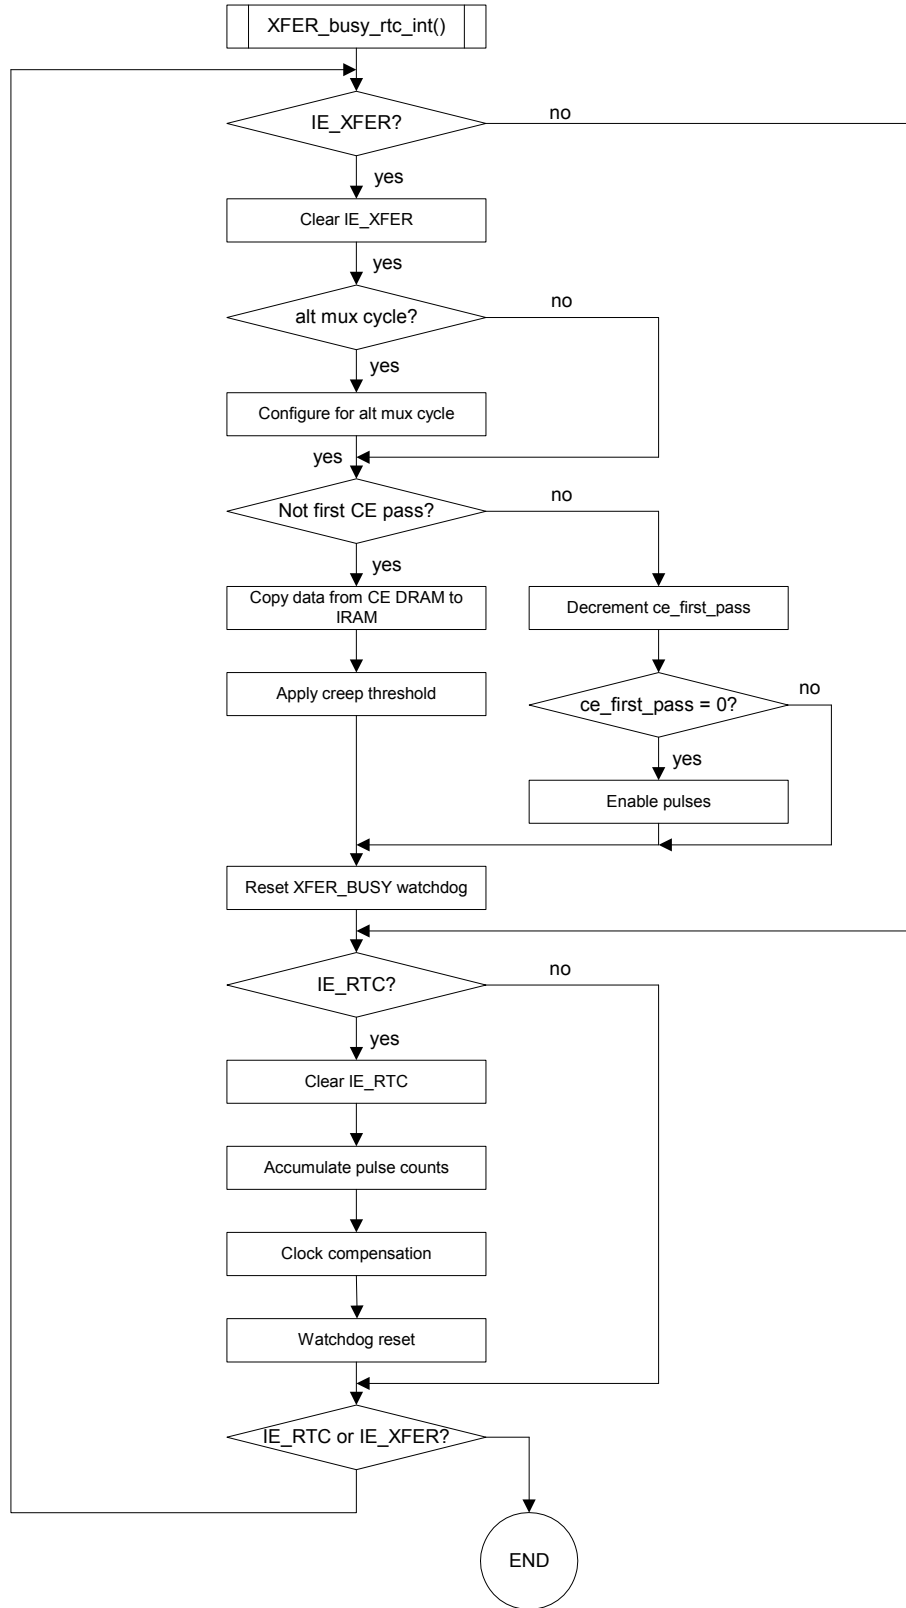 XFER_busy_rtc_int()
IE_XFER?
no
yes
Clear IE_XFER
yes
alt mux cycle?
no
yes
Configure for alt mux cycle
yes
Not first CE pass?
no
yes
Copy data from CE DRAM to
IRAM
Decrement ce_first_pass
Apply creep threshold
ce_first_pass = 0?
no
yes
Enable pulses
Reset XFER_BUSY watchdog
IE_RTC?
no
yes
Clear IE_RTC
Accumulate pulse counts
Clock compensation
Watchdog reset
IE_RTC or IE_XFER?
END